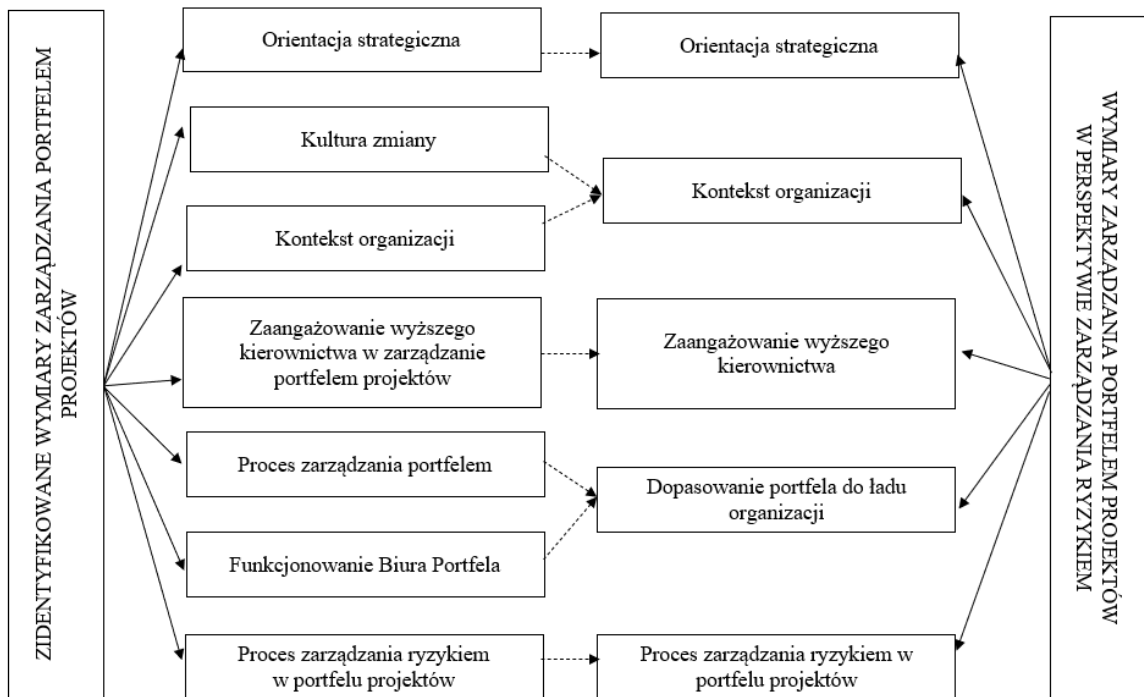 ZIDENTYFIKOWANE WYMIARY ZARZĄDZANIA PORTFELEM
PROJEKTÓW
Orientacja strategiczna
Kultura zmiany
Kontekst organizacji
Zaangażowanie wyższego
kierownictwa w zarządzanie
portfelem projektów
Proces zarządzania portfelem
Funkcjonowanie Biura Portfela
Proces zarządzania ryzykiem
w portfelu projektów
Orientacja strategiczna
Kontekst organizacji
Zaangażowanie wyższego
kierownictwa
Dopasowanie portfela do ładu
organizacji
Proces zarządzania ryzykiem w
portfelu projektów
WYMIARY ZARZĄDZANIA PORTFELEM PROJEKTÓW
W PERSPEKTYWIE ZARZĄDZANIA RYZYKIEM